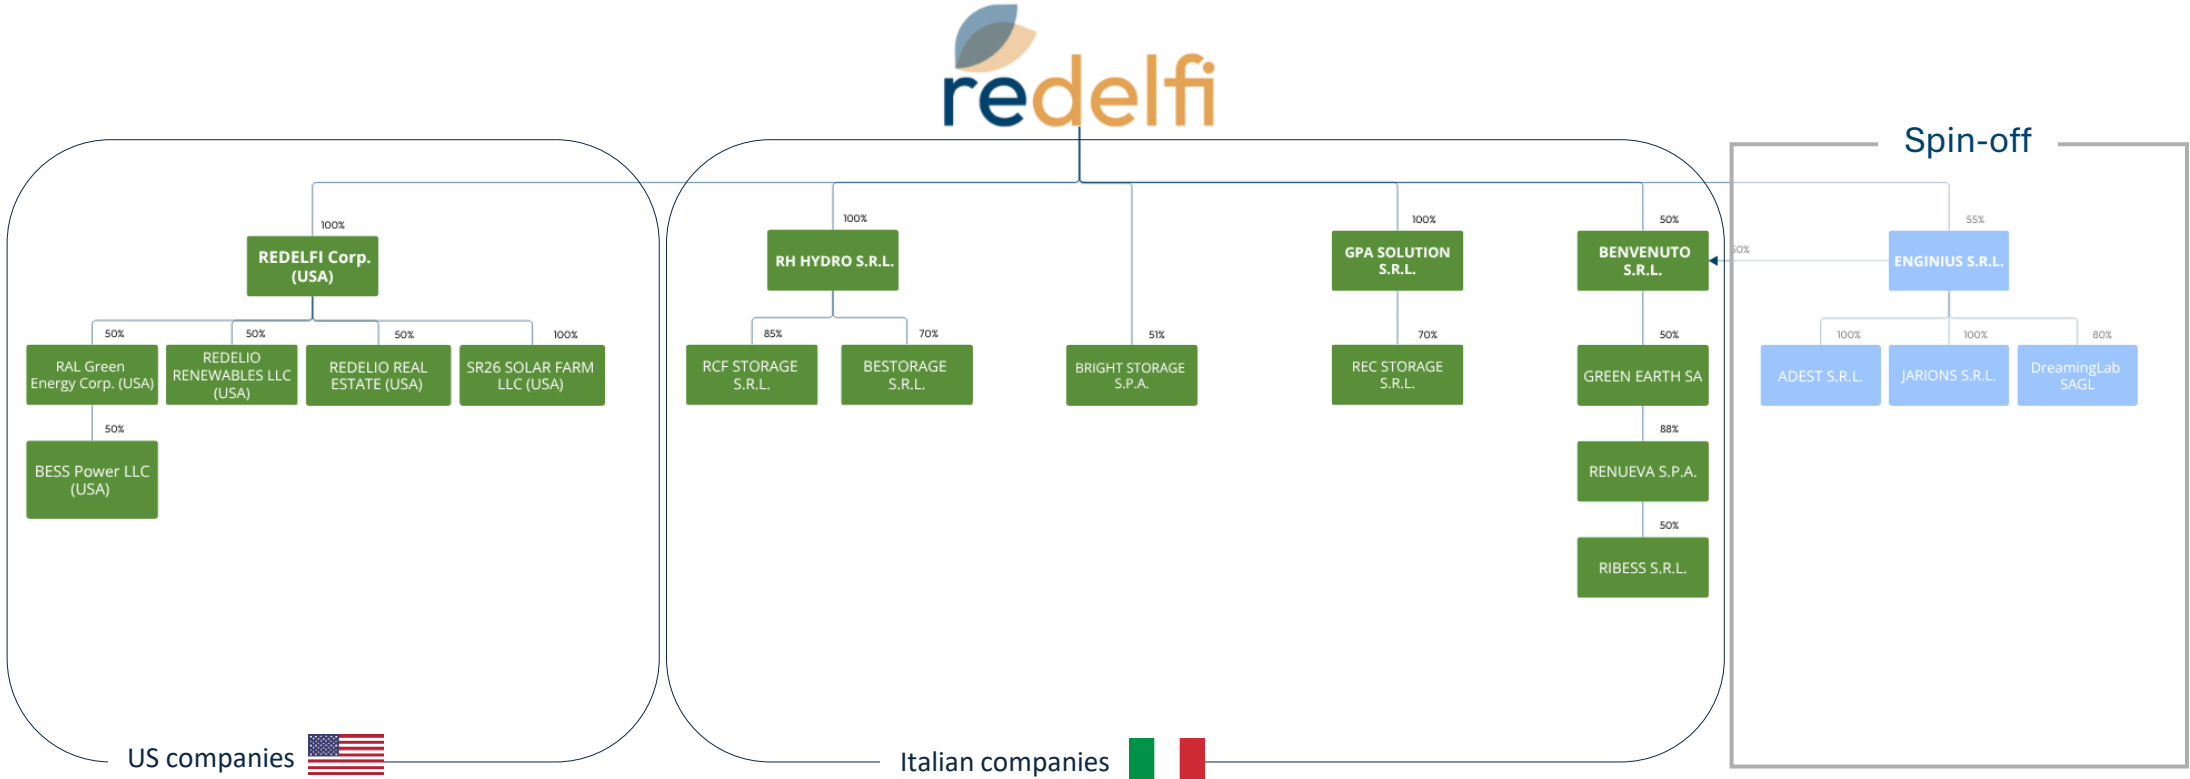 redelfi
Spin-off
100%
REDELFI Corp.
(USA)
50%
50%
50%
100%
RAL Green
Energy Corp. (USA)
REDELIO
RENEWABLES LLC
(USA)
REDELIO REAL
ESTATE (USA)
SR26 SOLAR FARM
LLC (USA)
50%
BESS Power LLC
(USA)
US companies
100%
RH HYDRO S.R.L.
85%
70%
RCF STORAGE
S.R.L.
BESTORAGE
S.R.L.
51%
BRIGHT STORAGE
S.P.A.
100%
GPA SOLUTION
S.R.L.
70%
REC STORAGE
S.R.L.
50%
BENVENUTO
S.R.L.
50%
GREEN EARTH SA
88%
RENUEVA S.P.A.
50%
RIBESS S.R.L.
Italian companies
55%
50%
ENGINIUS S.R.L.
100%
100%
80%
ADEST S.R.L.
JARIONS S.R.L.
DreamingLab
SAGL